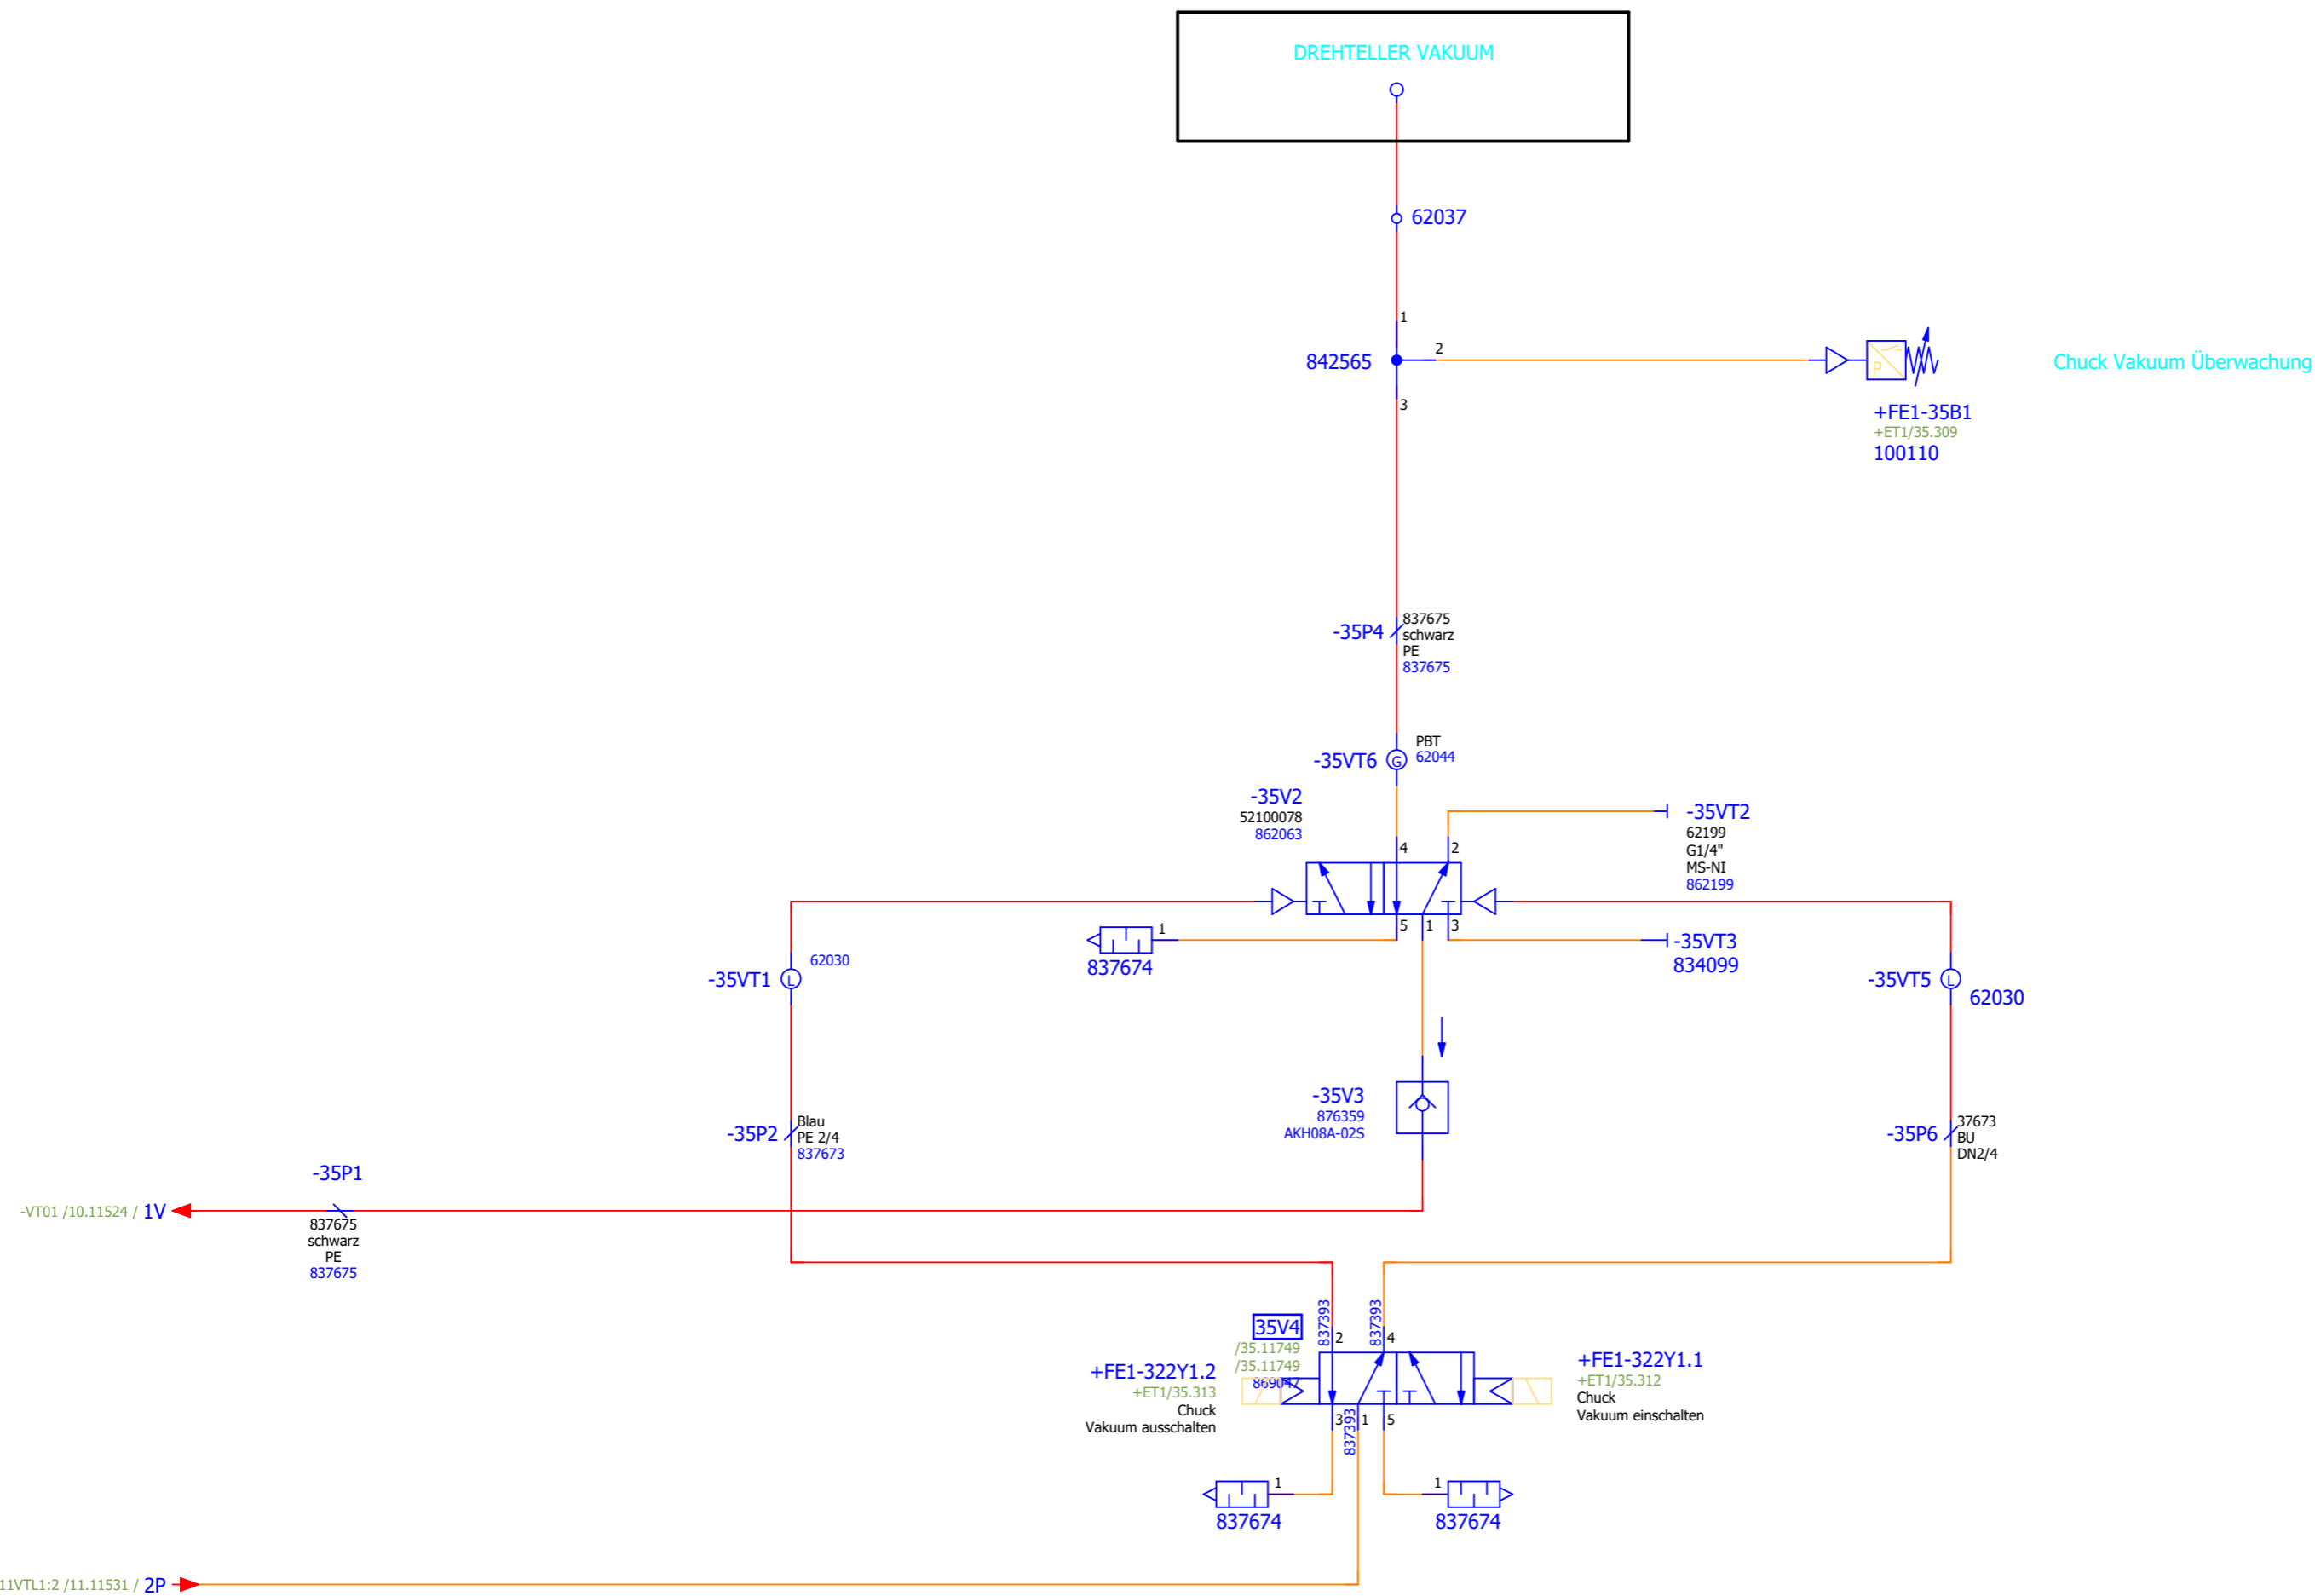 DREHTELLER VAKUUM
62037
1
842565
2
3
Chuck Vakuum Überwachung
P
+FE1-35B1
+ET1/35.309
100110
-35P4
837675
schwarz
PE
837675
-35VT6
G
PBT
62044
-35V2
52100078
862063
4
2
-35VT2
62199
G1/4"
MS-NI
862199
5
1
3
1
837674
-35VT3
834099
-35VT1
L
62030
-35VT5
L
62030
-35V3
876359
AKH08A-02S
-35P2
Blau
PE 2/4
837673
-35P6
37673
BU
DN2/4
-35P1
-VT01 /10.11524 / 1V
837675
schwarz
PE
837675
35V4
/35.11749
/35.11749
869047
837393
2
837393
4
+FE1-322Y1.2
+ET1/35.313
Chuck
Vakuum ausschalten
+FE1-322Y1.1
+ET1/35.312
Chuck
Vakuum einschalten
3
1
5
837393
1
837674
1
837674
11VTL1:2 /11.11531 / 2P